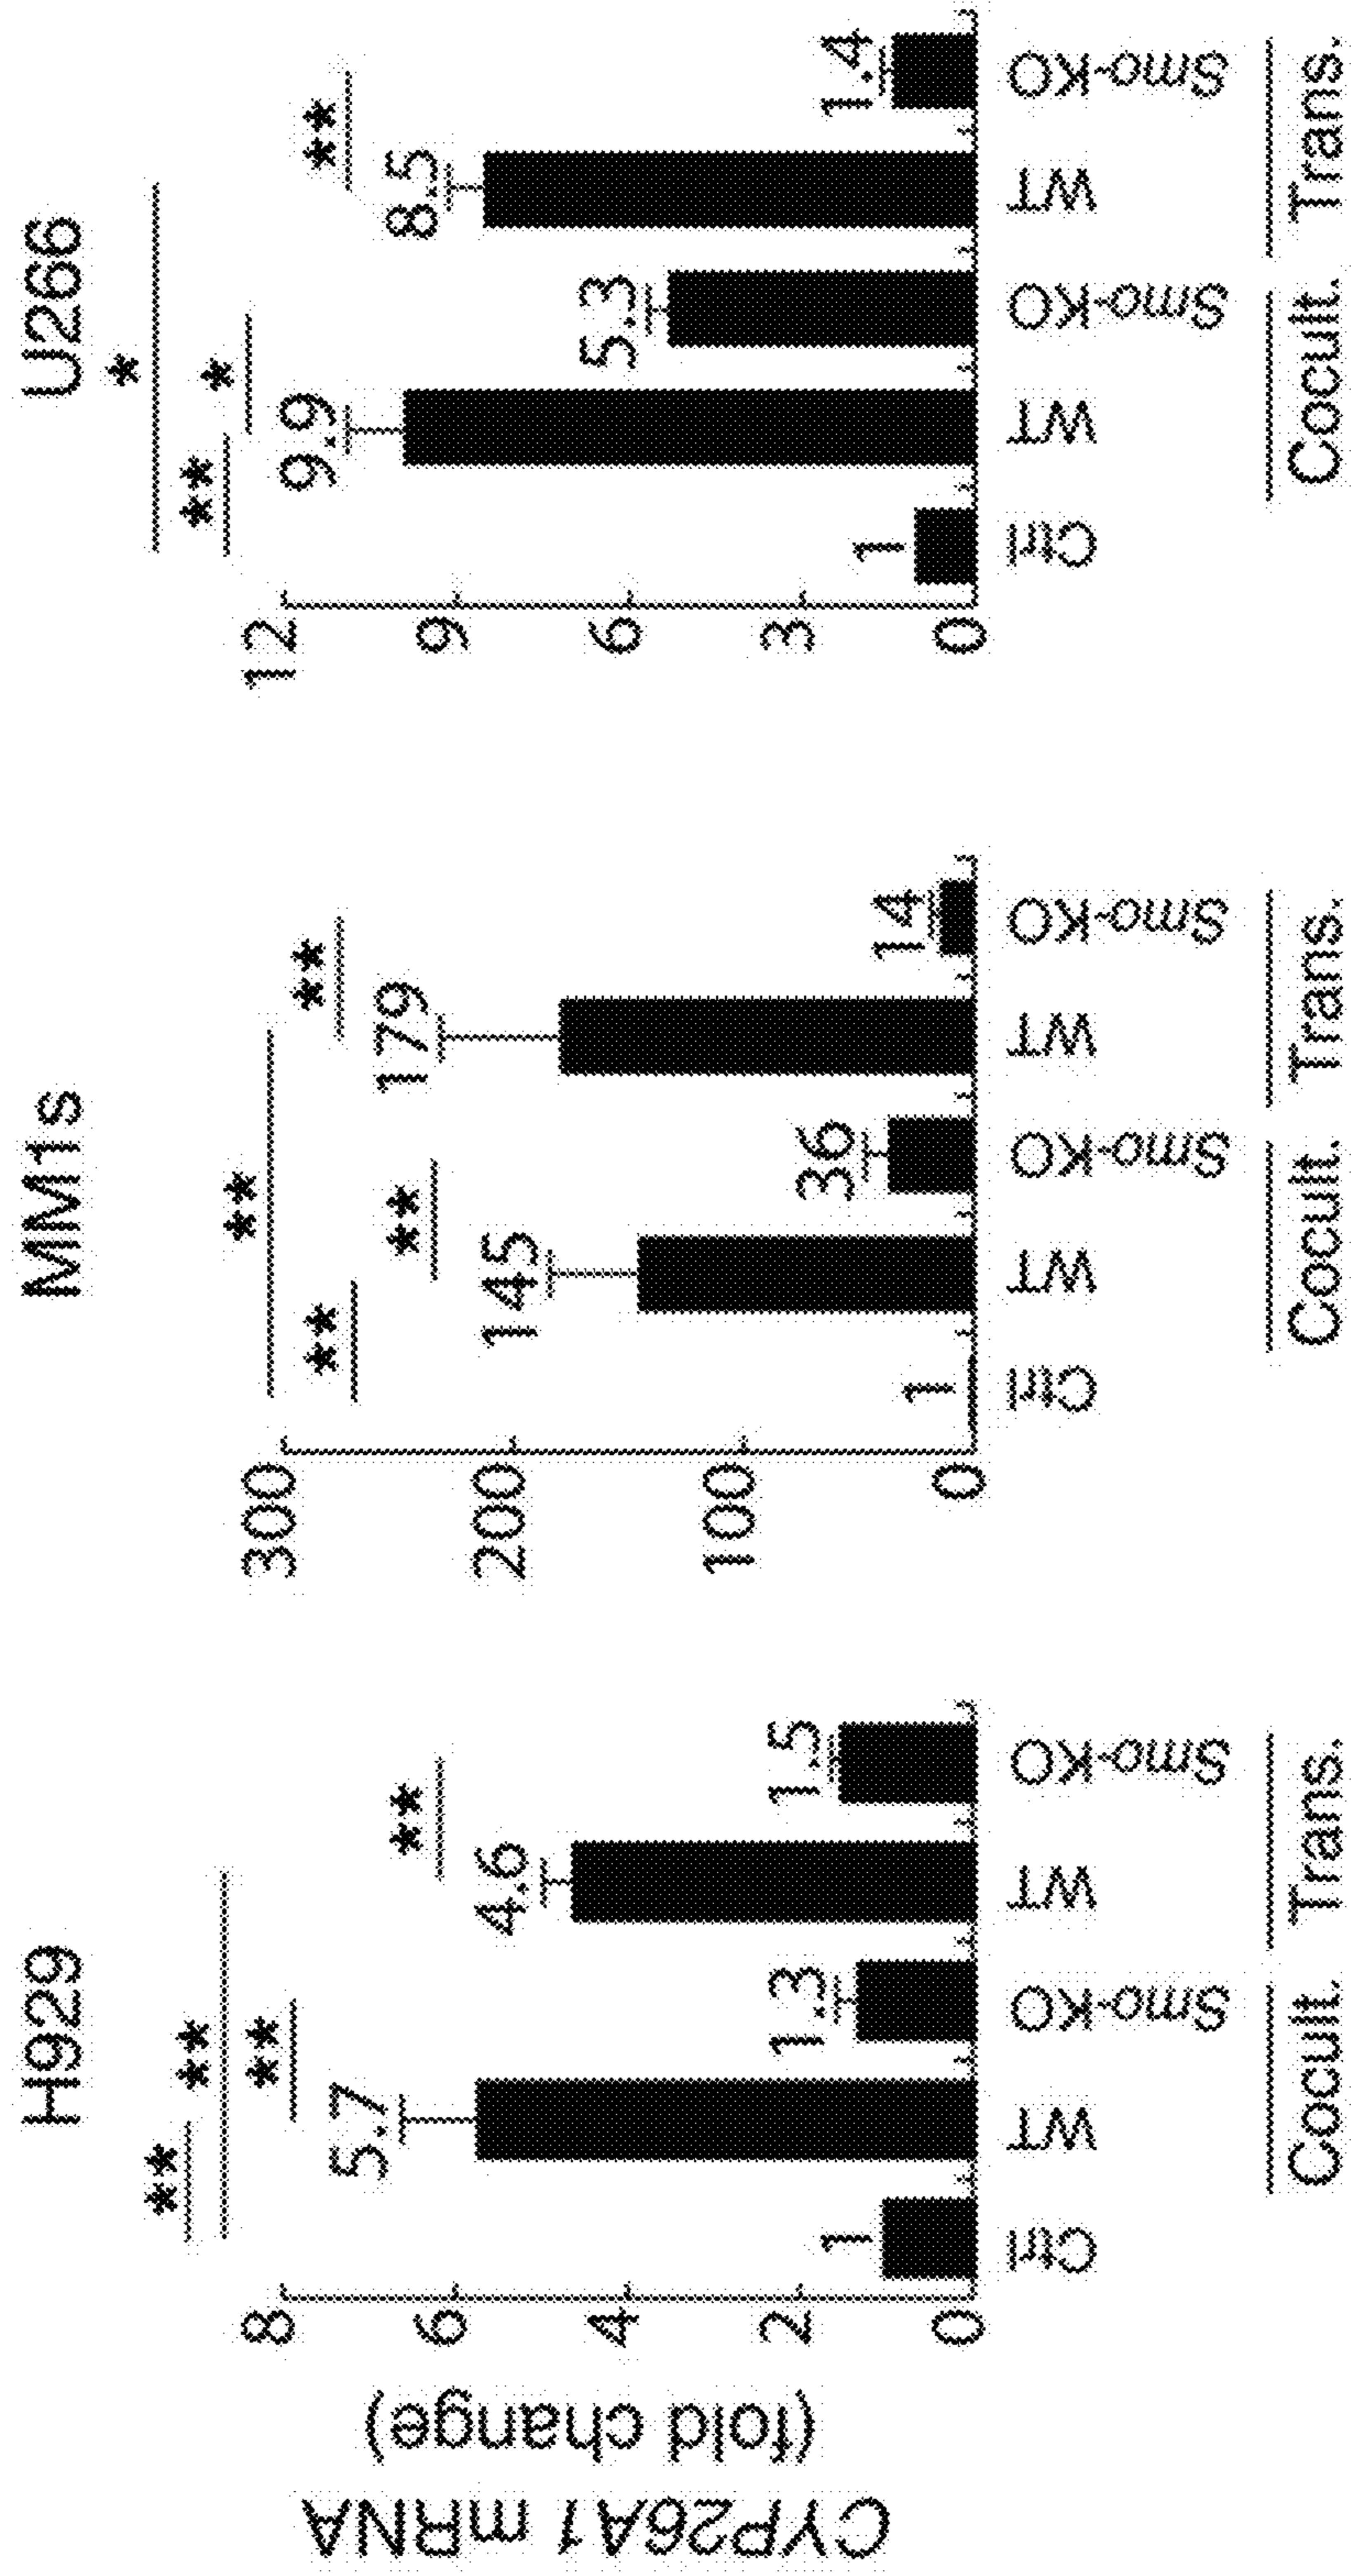 CYP26A1 mRNA
(fold change)
H929
**
**
**
**
8
6
4
2
0
1
5.7
1.3
4.6
1.5
Ctrl
WT
Smo-KO
WT
Smo-KO
Cocult.
Trans.
MM1s
**
**
**
**
300
200
100
0
1
145
36
179
14
Ctrl
WT
Smo-KO
WT
Smo-KO
Cocult.
Trans.
U266
*
**
*
**
12
9
6
3
0
1
9.9
5.3
8.5
1.4
Ctrl
WT
Smo-KO
WT
Smo-KO
Cocult.
Trans.